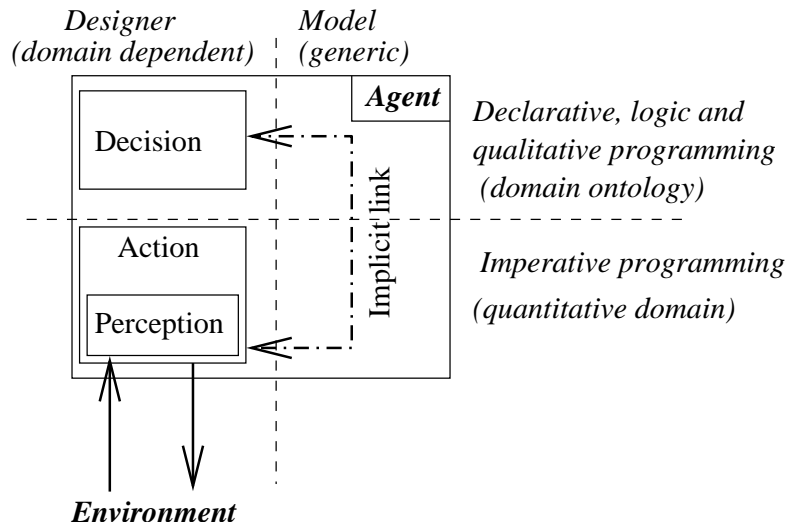 Designer
(domain dependent)
Model
(generic)
Agent
Decision
Declarative, logic and
qualitative programming
(domain ontology)
Implicit link
Action
Perception
Imperative programming
(quantitative domain)
Environment